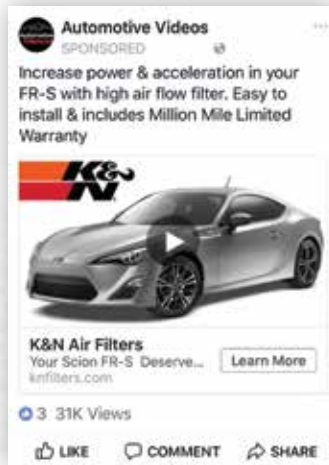 Automotive Videos
SPONSORED
Increase power & acceleration in your
FR-S with high air flow filter. Easy to
install & includes Million Mile Limited
Warranty
K&N
K&N Air Filters
Your Scion FR-S Deserve...
Learn More
knfilters.com
3 31K Views
LIKE COMMENT SHARE